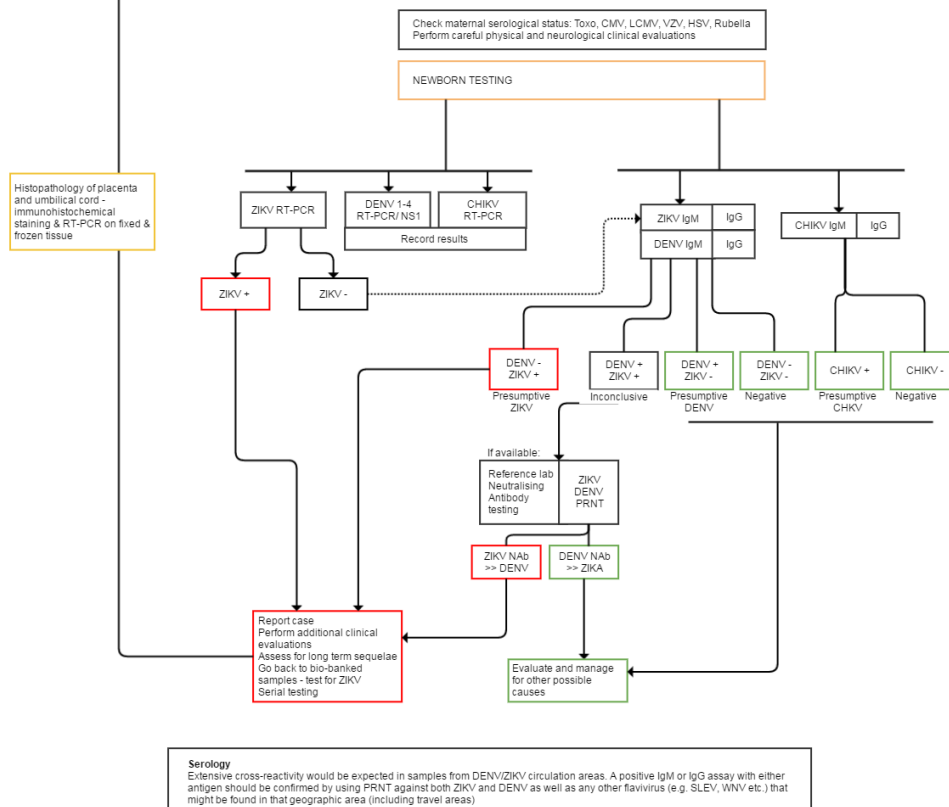 Check maternal serological status: Toxo, CMV, LCMV, VZV, HSV, Rubella
Perform careful physical and neurological clinical evaluations
NEWBORN TESTING
Histopathology of placenta
and umbilical cord -
immunohistochemical
staining & RT-PCR on fixed &
frozen tissue
ZIKV RT-PCR
DENV 1-4
RT-PCR/ NS1
CHIKV
RT-PCR
Record results
ZIKV IgM
IgG
DENV IgM
IgG
CHIKV IgM
IgG
ZIKV +
ZIKV -
DENV -
ZIKV +
Presumptive
ZIKV
DENV +
ZIKV +
Inconclusive
DENV +
ZIKV -
Presumptive
DENV
DENV -
ZIKV -
Negative
CHIKV +
Presumptive
CHKV
CHIKV -
Negative
If available:
Reference lab
Neutralising
Antibody
testing
ZIKV
DENV
PRNT
ZIKV NAb
>> DENV
DENV NAb
>> ZIKA
Report case
Perform additional clinical
evaluations
Assess for long term sequelae
Go back to bio-banked
samples - test for ZIKV
Serial testing
Evaluate and manage
for other possible
causes
Serology
Extensive cross-reactivity would be expected in samples from DENV/ZIKV circulation areas. A positive IgM or IgG assay with either
antigen should be confirmed by using PRNT against both ZIKV and DENV as well as any other flavivirus (e.g. SLEV, WNV etc.) that
might be found in that geographic area (including travel areas)